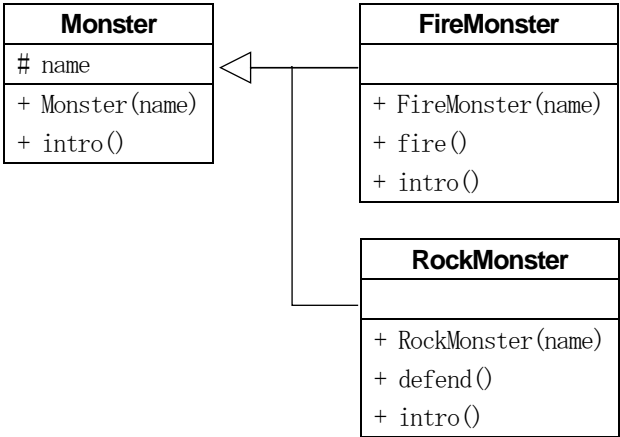 Monster
# name
+ Monster(name)
+ intro()
FireMonster
+ FireMonster(name)
+ fire()
+ intro()
RockMonster
+ RockMonster(name)
+ defend()
+ intro()